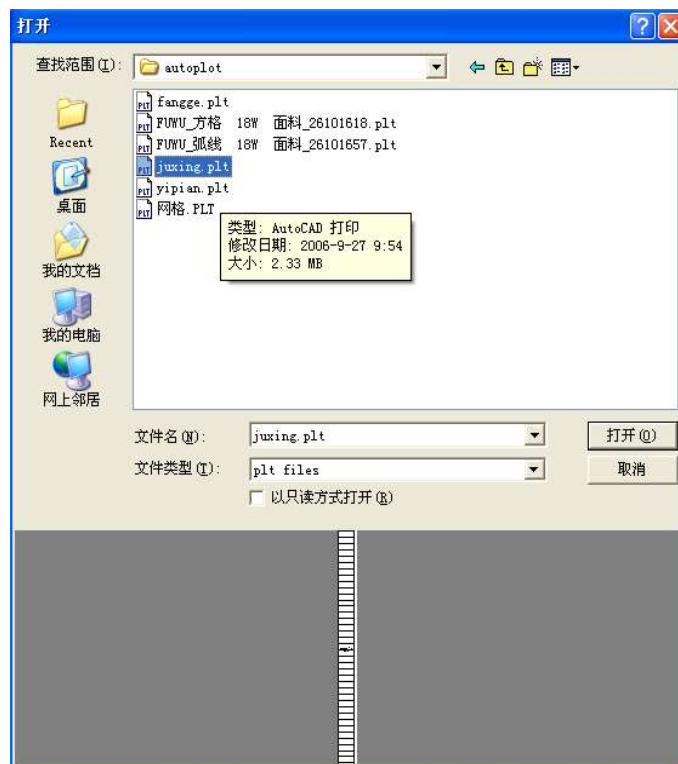 打开
查找范围(I): autoplot
fangge.plt
FUWU_方格 18W 面料_26101618.plt
FUWU_弧线 18W 面料_26101657.plt
juxing.plt
yipian.plt
网格.PLT
类型: AutoCAD 打印
修改日期: 2006-9-27 9:54
大小: 2.33 MB
Recent
桌面
我的文档
我的电脑
网上邻居
文件名(N): juxing.plt 打开(O)
文件类型(T): plt files 取消
以只读方式打开(R)